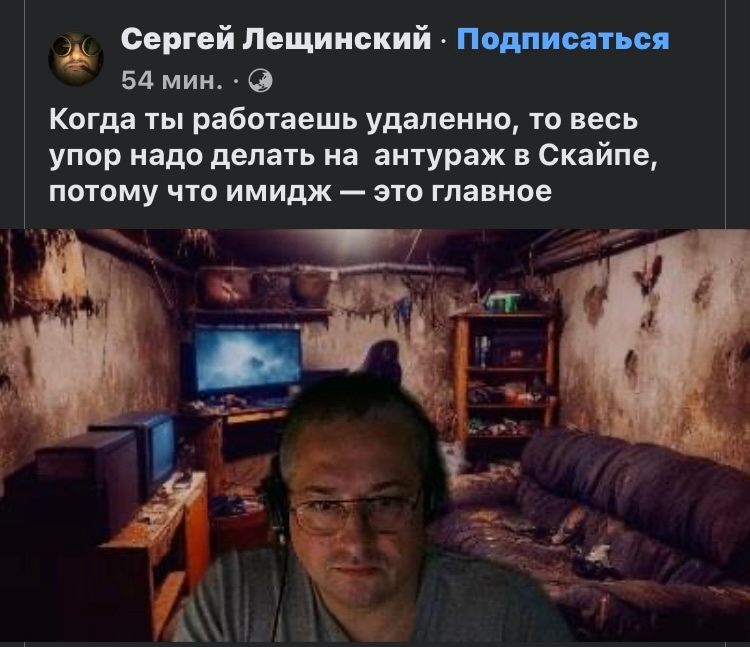 Сергей Лещинский · Подписаться
54 мин. ·
Когда ты работаешь удаленно, то весь
упор надо делать на антураж в Скайпе,
потому что имидж — это главное